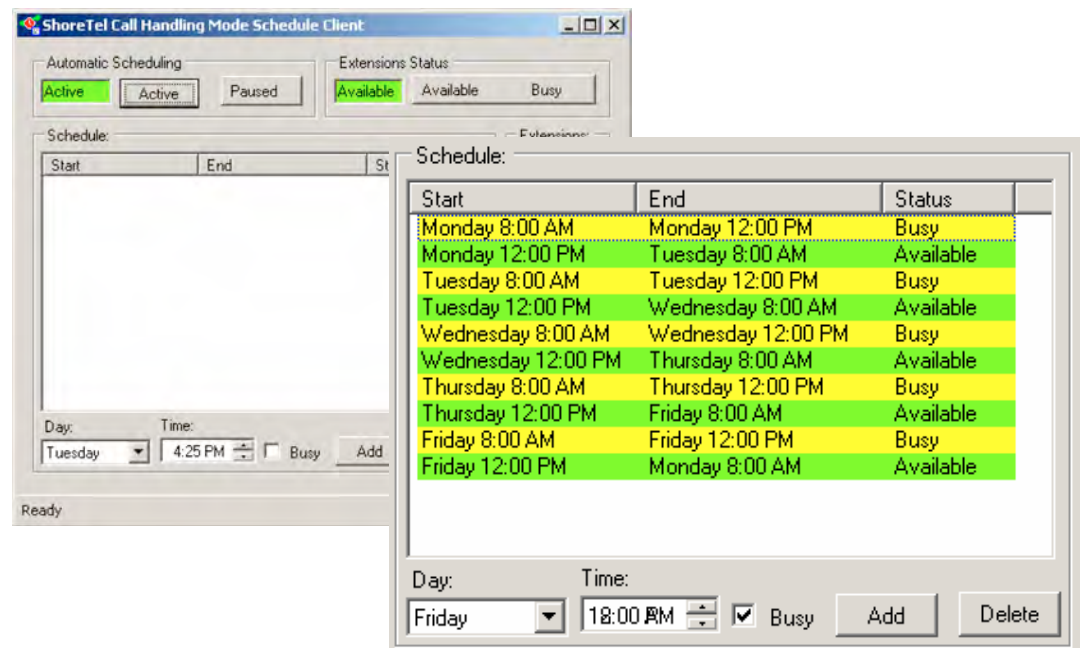 ShoreTel Call Handling Mode Schedule Client
Automatic Scheduling
Active Active Paused
Extensions Status
Available Available Busy
Schedule:
Extensions:
Start End St
Day: Time:
Tuesday 4:25 PM Busy Add
Ready
Schedule:
Start End Status
Monday 8:00 AM Monday 12:00 PM Busy
Monday 12:00 PM Tuesday 8:00 AM Available
Tuesday 8:00 AM Tuesday 12:00 PM Busy
Tuesday 12:00 PM Wednesday 8:00 AM Available
Wednesday 8:00 AM Wednesday 12:00 PM Busy
Wednesday 12:00 PM Thursday 8:00 AM Available
Thursday 8:00 AM Thursday 12:00 PM Busy
Thursday 12:00 PM Friday 8:00 AM Available
Friday 8:00 AM Friday 12:00 PM Busy
Friday 12:00 PM Monday 8:00 AM Available
Day: Time:
Friday Busy Add Delete